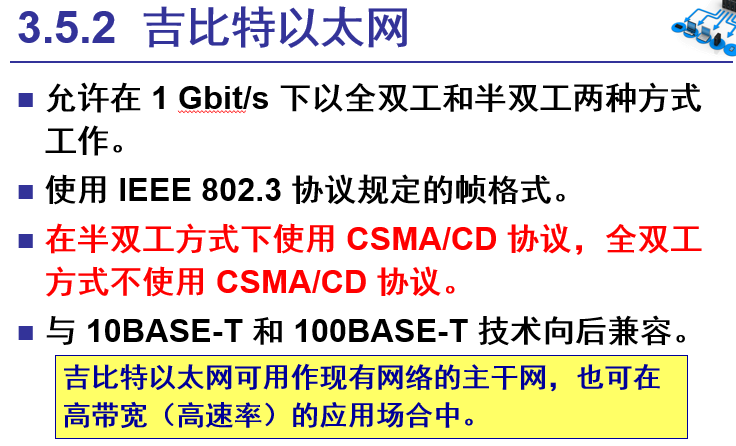 3.5.2 吉比特以太网
■ 允许在 1 Gbit/s 下以全双工和半双工两种方式
工作。
■ 使用 IEEE 802.3 协议规定的帧格式。
■ 在半双工方式下使用 CSMA/CD 协议，全双工
方式不使用 CSMA/CD 协议。
■ 与 10BASE-T 和 100BASE-T 技术向后兼容。
吉比特以太网可用作现有网络的主干网，也可在
高带宽（高速率）的应用场合中。